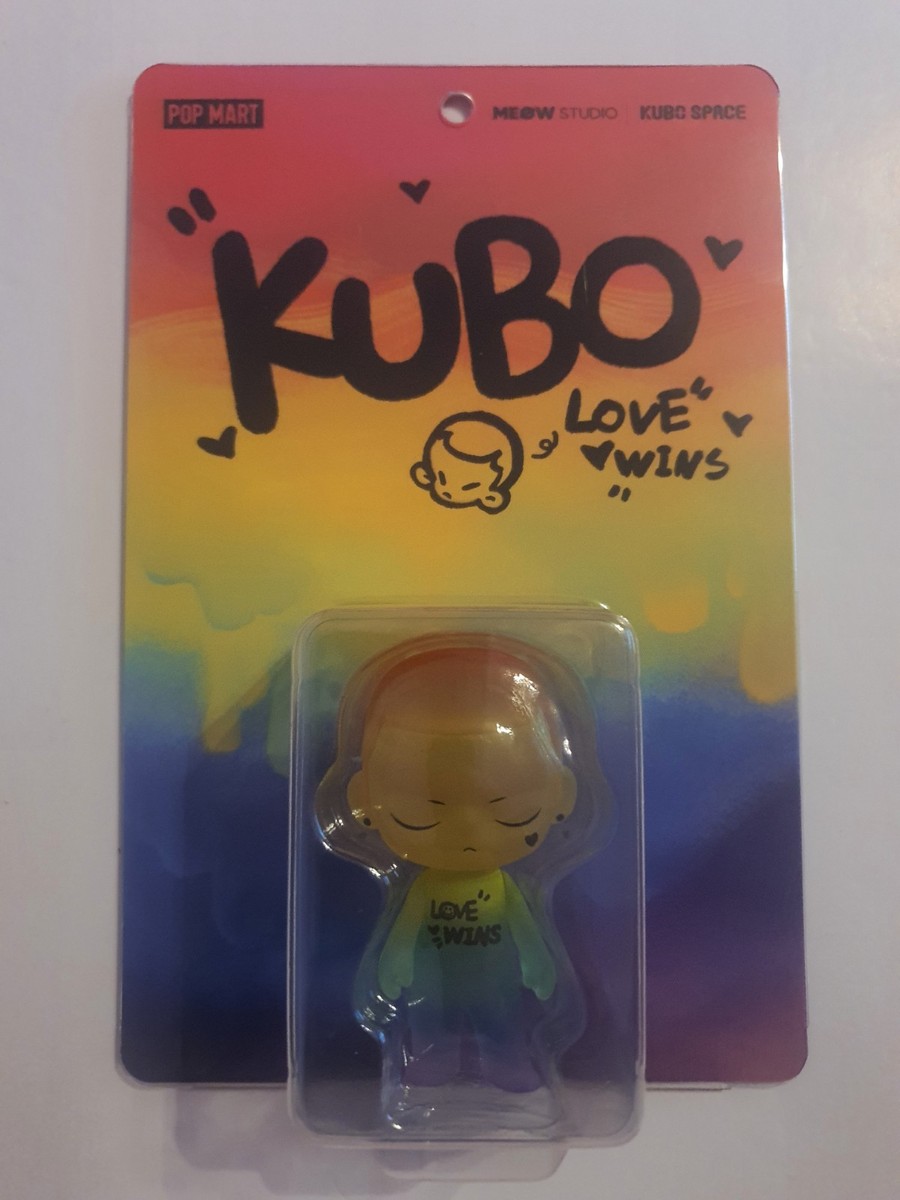 POP MART
MEOW STUDIO | KUBO SPACE
"KUBO
LOVE"
WINS
"
LOVE"
WINS